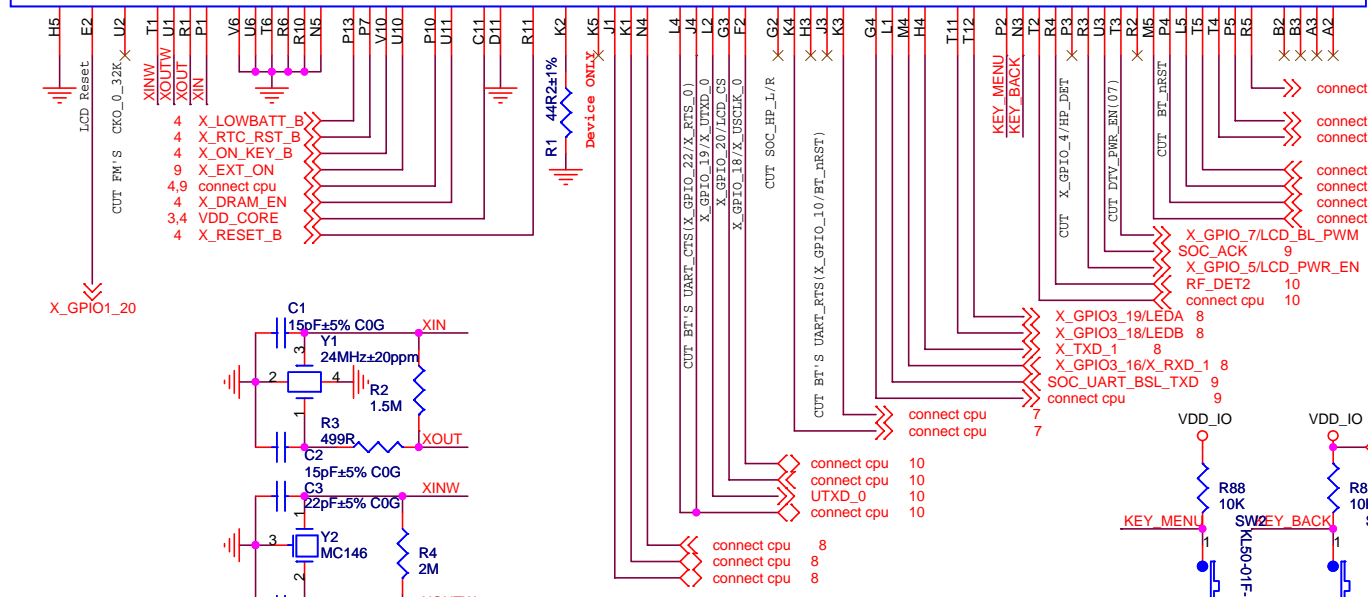 H5 E2 U2 T1 U1 R1 P1 V6 U6 T6 R6 R10 N5 P13 P7 V10 U10 P10 U11 C11 D11 R11 K2 K5 J1 K1 N4 L4 J4 L2 G3 F2 G2 K4 H3 J3 K3 G4 L1 M4 H4 T11 T12 P2 N3 T2 R4 P3 R3 U3 T3 R2 M5 P4 L5 T5 T4 P5 R5 B2 B3 A3 A2
LCD Reset
CUT FM'S CKO_0_32K
XINW
XOUTW
XOUT
XIN
4 X_LOWBATT_B
4 X_RTC_RST_B
4 X_ON_KEY_B
9 X_EXT_ON
4,9 connect cpu
4 X_DRAM_EN
3,4 VDD_CORE
4 X_RESET_B
R1 44R2±1%
Device ONLY
CUT BT'S UART_CTS(X_GPIO_22/X_RTS_0)
X_GPIO_19/X_UTXD_0
X_GPIO_20/LCD_CS
X_GPIO_18/X_USCLK_0
CUT SOC_HP_L/R
CUT BT'S UART_RTS(X_GPIO_10/BT_nRST)
KEY_MENU
KEY_BACK
CUT X_GPIO_4/HP_DET
CUT DTV_PWR_EN(07)
CUT BT_nRST
connect
connect
connect
connect
connect
connect
connect
X_GPIO_7/LCD_BL_PWM
SOC_ACK 9
X_GPIO_5/LCD_PWR_EN
RF_DET2 10
connect cpu 10
X_GPIO1_20
X_GPIO3_19/LEDA 8
X_GPIO3_18/LEDB 8
X_TXD_1 8
X_GPIO3_16/X_RXD_1 8
SOC_UART_BSL_TXD 9
connect cpu 9
connect cpu 7
connect cpu 7
connect cpu 10
connect cpu 10
UTXD_0 10
connect cpu 10
connect cpu 8
connect cpu 8
connect cpu 8
C1
15pF±5% C0G
XIN
Y1
24MHz±20ppm
3
2
4
1
R2
1.5M
R3
499R
XOUT
C2
15pF±5% C0G
C3
22pF±5% C0G
XINW
1
3
2
Y2
MC146
R4
2M
VDD_IO
VDD_IO
R88
10K
KEY_MENU
SW2
KL50-01F-
KEY_BACK
1
1